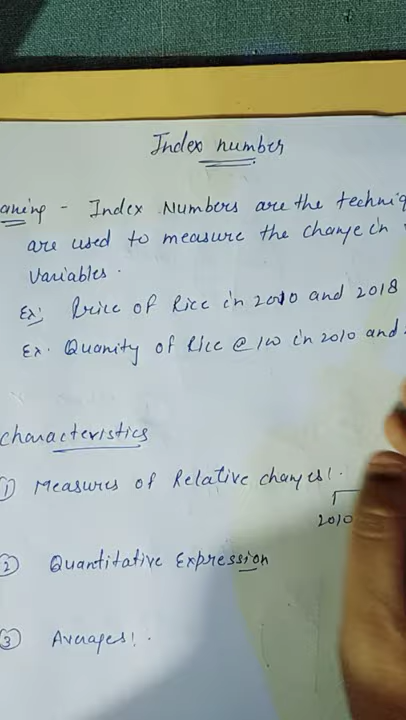 Index number
aning - Index Numbers are the techniq
are used to measure the change in
variables.
Ex: Price of Rice in 2010 and 2018
Ex. Quanity of Rice @ 100 in 2010 and
Characteristics
① Measures of Relative changes:.
2010
② Quantitative Expression
③ Averages:.